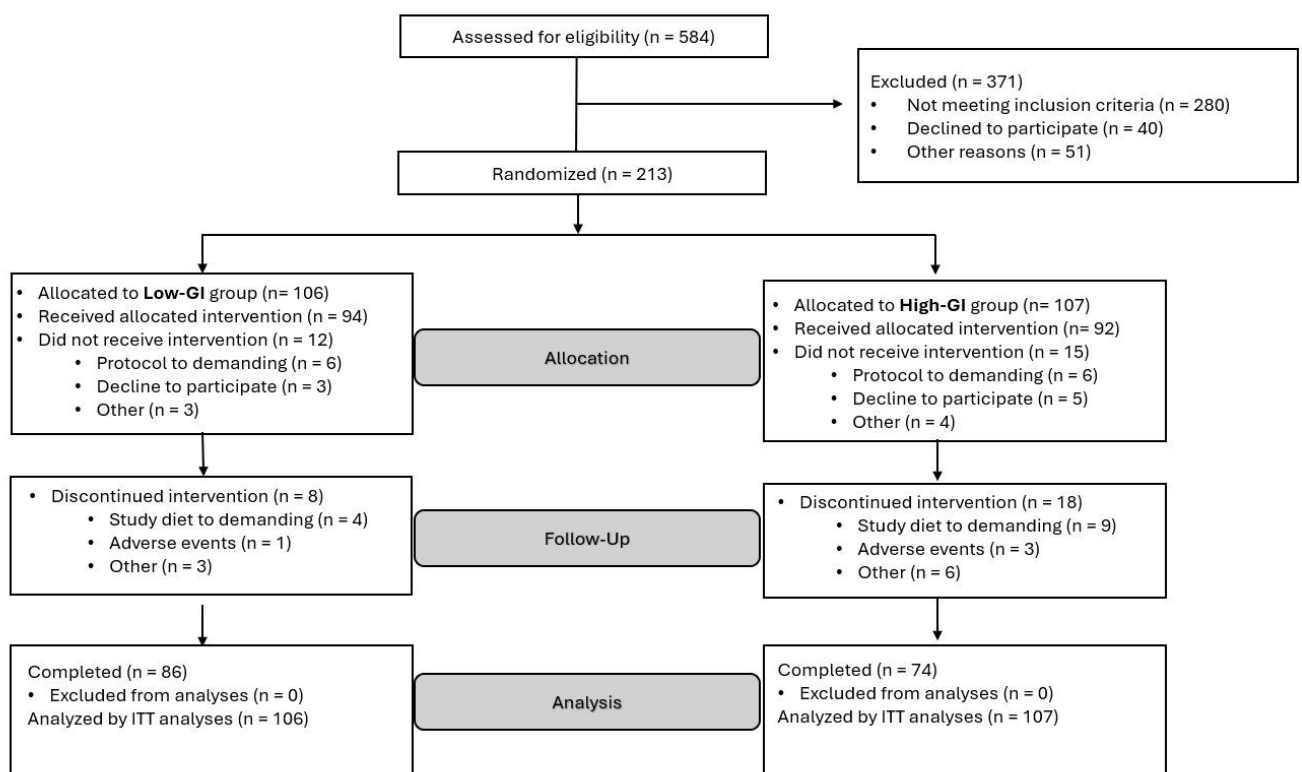 Assessed for eligibility (n = 584)
Excluded (n = 371)
• Not meeting inclusion criteria (n = 280)
• Declined to participate (n = 40)
• Other reasons (n = 51)
Randomized (n = 213)
• Allocated to Low-GI group (n= 106)
• Received allocated intervention (n = 94)
• Did not receive intervention (n = 12)
• Protocol to demanding (n = 6)
• Decline to participate (n = 3)
• Other (n = 3)
Allocation
• Allocated to High-GI group (n = 107)
• Received allocated intervention (n= 92)
• Did not receive intervention (n = 15)
• Protocol to demanding (n = 6)
• Decline to participate (n = 5)
• Other (n = 4)
• Discontinued intervention (n = 8)
• Study diet to demanding (n = 4)
• Adverse events (n = 1)
• Other (n = 3)
Follow-Up
• Discontinued intervention (n = 18)
• Study diet to demanding (n = 9)
• Adverse events (n = 3)
• Other (n = 6)
Completed (n = 86)
• Excluded from analyses (n = 0)
Analyzed by ITT analyses (n = 106)
Analysis
Completed (n = 74)
• Excluded from analyses (n = 0)
Analyzed by ITT analyses (n = 107)